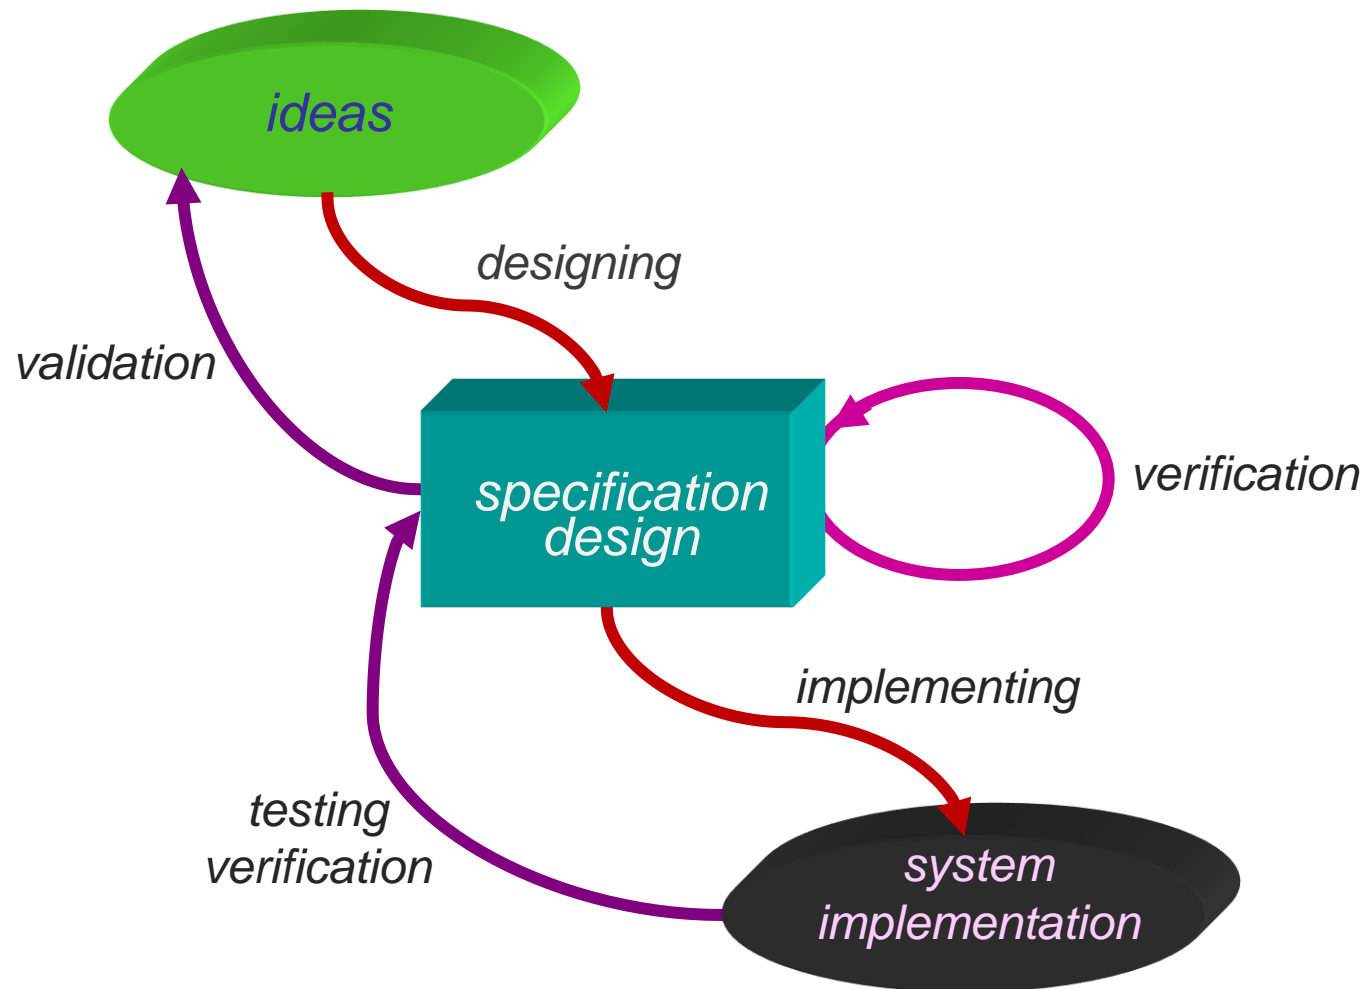 ideas
designing
validation
specification
design
verification
implementing
testing
verification
system
implementation